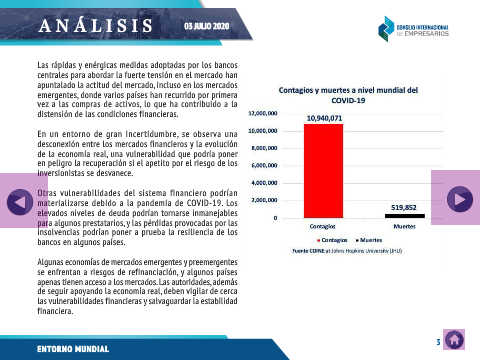 ANÁLISIS
03 JULIO 2020
CONSEJO INTERNACIONAL
DE EMPRESARIOS
Las rápidas y enérgicas medidas adoptadas por los bancos
centrales para abordar la fuerte tensión en el mercado han
apuntalado la actitud del mercado, incluso en los mercados
emergentes, donde varios países han recurrido por primera
vez a las compras de activos, lo que ha contribuido a la
distensión de las condiciones financieras.
En un entorno de gran incertidumbre, se observa una
desconexión entre los mercados financieros y la evolución
de la economía real, una vulnerabilidad que podría poner
en peligro la recuperación si el apetito por el riesgo de los
inversionistas se desvanece.
Otras vulnerabilidades del sistema financiero podrían
materializarse debido a la pandemia de COVID-19. Los
elevados niveles de deuda podrían tornarse inmanejables
para algunos prestatarios, y las pérdidas provocadas por las
insolvencias podrían poner a prueba la resiliencia de los
bancos en algunos países.
Algunas economías de mercados emergentes y preemergentes
se enfrentan a riesgos de refinanciación, y algunos países
apenas tienen acceso a los mercados. Las autoridades, además
de seguir apoyando la economía real, deben vigilar de cerca
las vulnerabilidades financieras y salvaguardar la estabilidad
financiera.
Contagios y muertes a nivel mundial del
COVID-19
12,000,000
10,000,000
8,000,000
6,000,000
4,000,000
2,000,000
0
10,940,071
519,852
Contagios
Muertes
Contagios Muertes
Fuente COINE y: Johns Hopkins University (JHU)
ENTORNO MUNDIAL
3